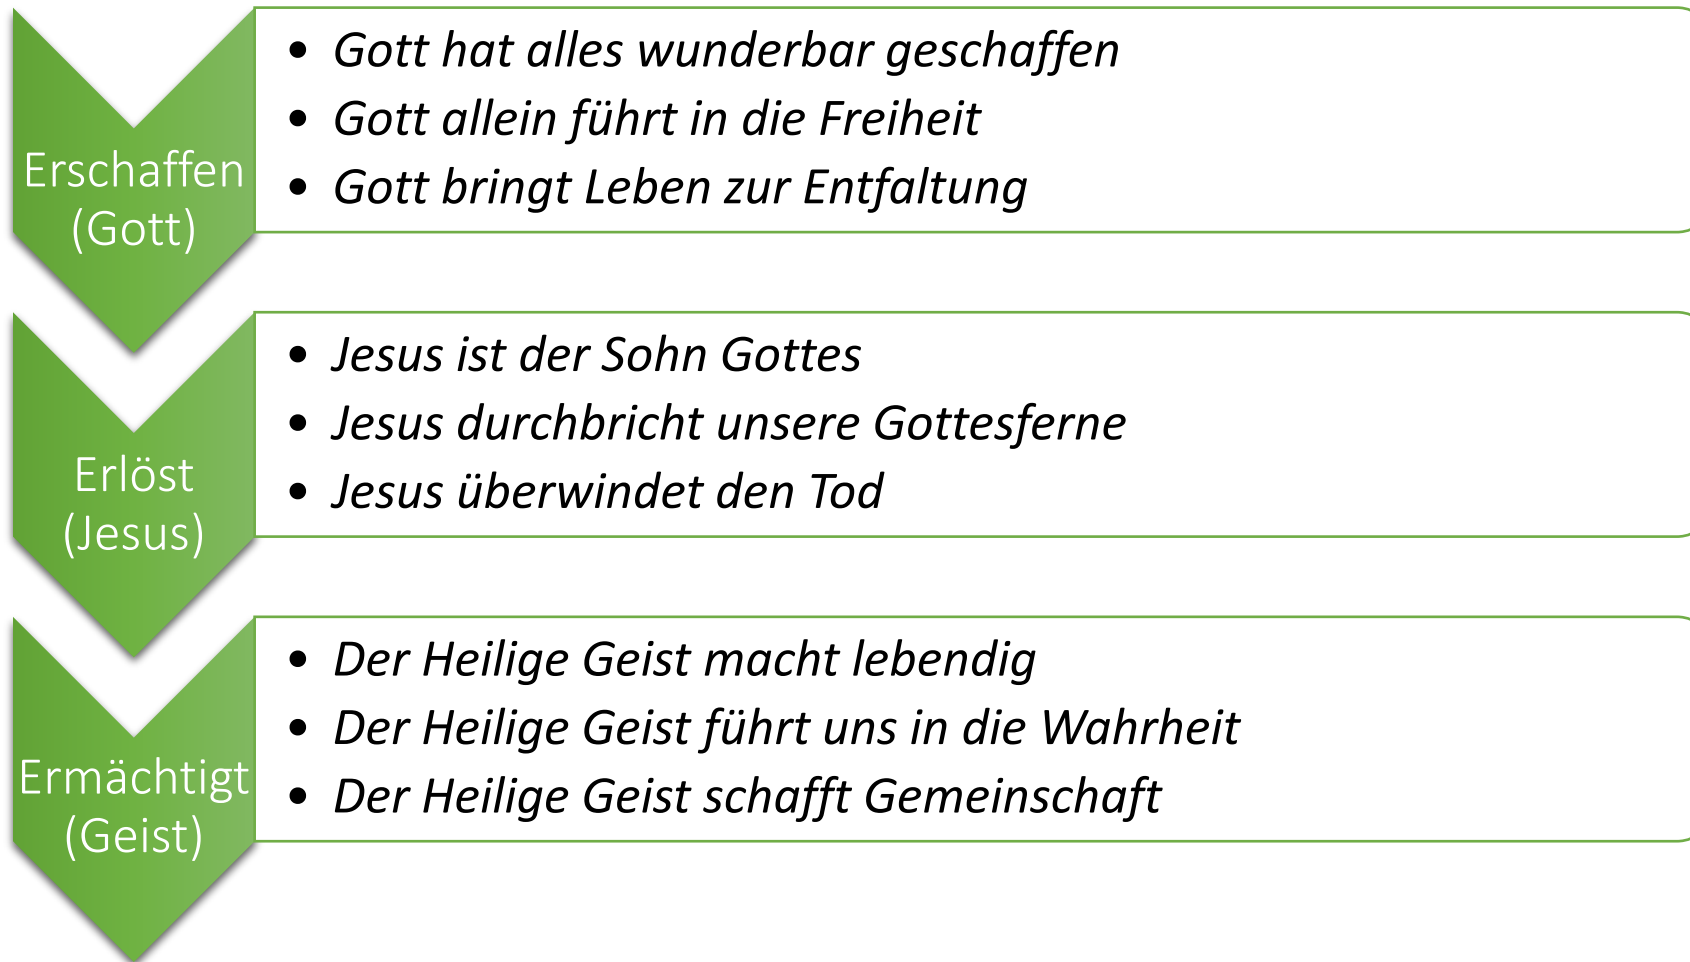 Erschaffen
(Gott)
• Gott hat alles wunderbar geschaffen
• Gott allein führt in die Freiheit
• Gott bringt Leben zur Entfaltung
Erlöst
(Jesus)
• Jesus ist der Sohn Gottes
• Jesus durchbricht unsere Gottesferne
• Jesus überwindet den Tod
Ermächtigt
(Geist)
• Der Heilige Geist macht lebendig
• Der Heilige Geist führt uns in die Wahrheit
• Der Heilige Geist schafft Gemeinschaft